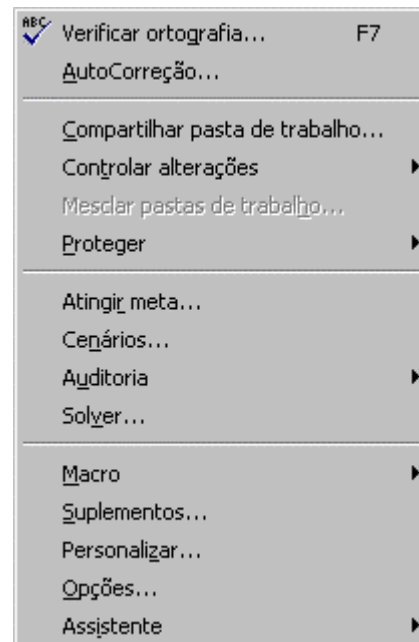 ABC Verificar ortografia... F7
AutoCorreção...
Compartilhar pasta de trabalho...
Controlar alterações
Mesclar pastas de trabalho...
Proteger
Atingir meta...
Cenários...
Auditoria
Solver...
Macro
Suplementos...
Personalizar...
Opções...
Assistente